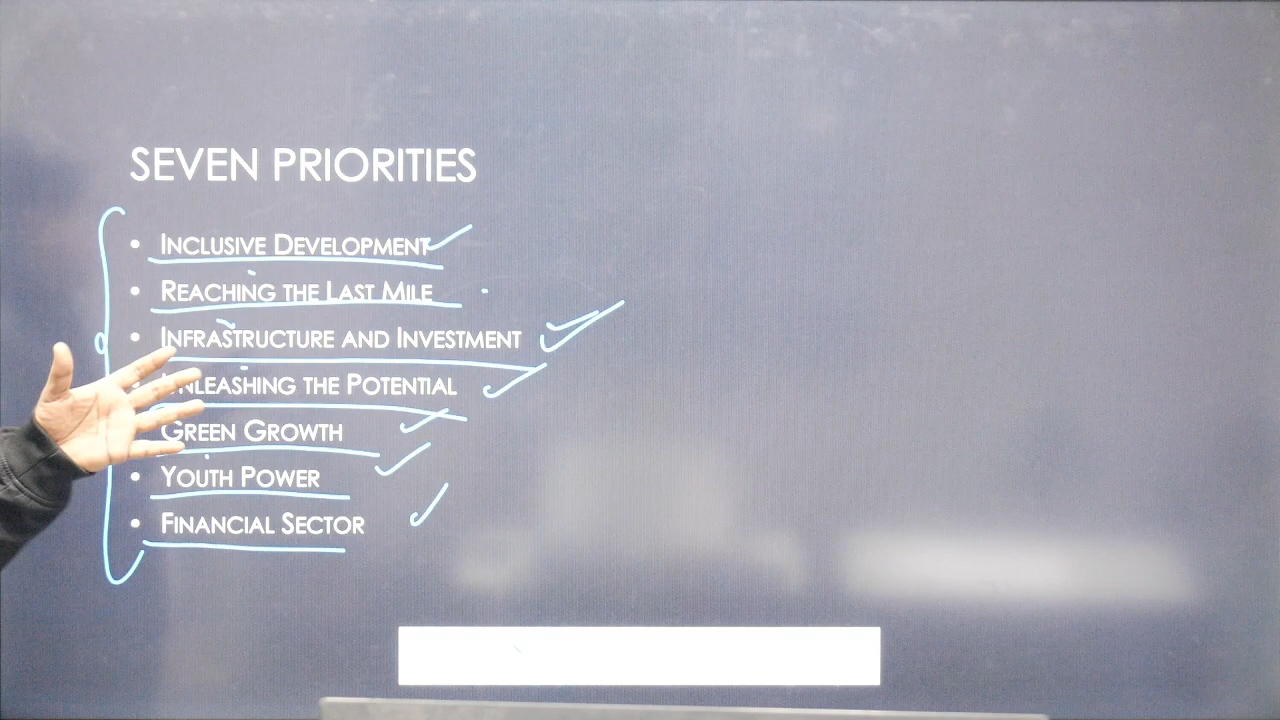 SEVEN PRIORITIES
• INCLUSIVE DEVELOPMENT
• REACHING THE LAST MILE
• INFRASTRUCTURE AND INVESTMENT
UNLEASHING THE POTENTIAL
GREEN GROWTH
• YOUTH POWER
• FINANCIAL SECTOR